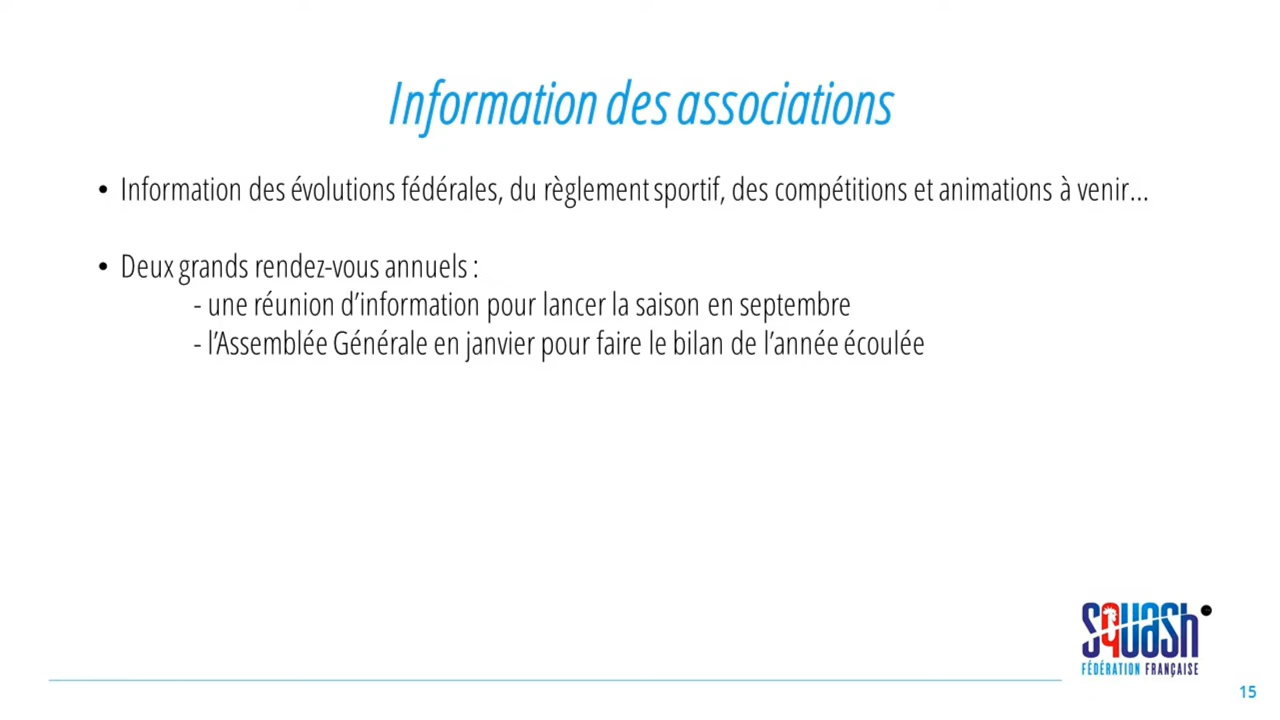 Information des associations
• Information des évolutions fédérales, du règlement sportif, des compétitions et animations à venir…
• Deux grands rendez-vous annuels :
- une réunion d’information pour lancer la saison en septembre
- l’Assemblée Générale en janvier pour faire le bilan de l’année écoulée
SQUASH
FÉDÉRATION FRANÇAISE
15